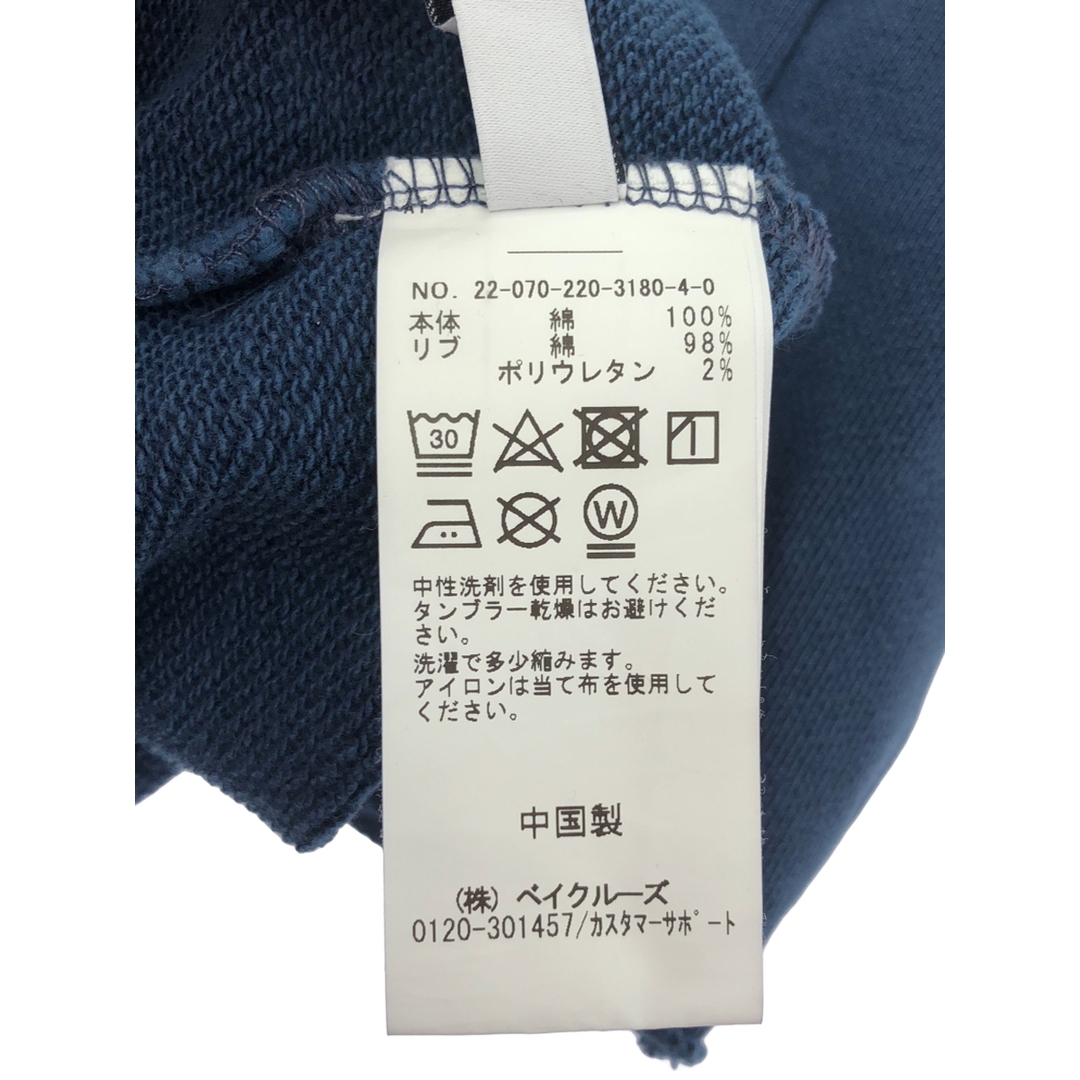 NO. 22-070-220-3180-4-0
本体 綿 100%
リブ 綿 98%
ポリウレタン 2%
30
W
中性洗剤を使用してください。
タンブラー乾燥はお避けくだ
さい。
洗濯で多少縮みます。
アイロンは当て布を使用して
ください。
中国製
(株) ベイクルーズ
0120-301457/カスタマーサポート